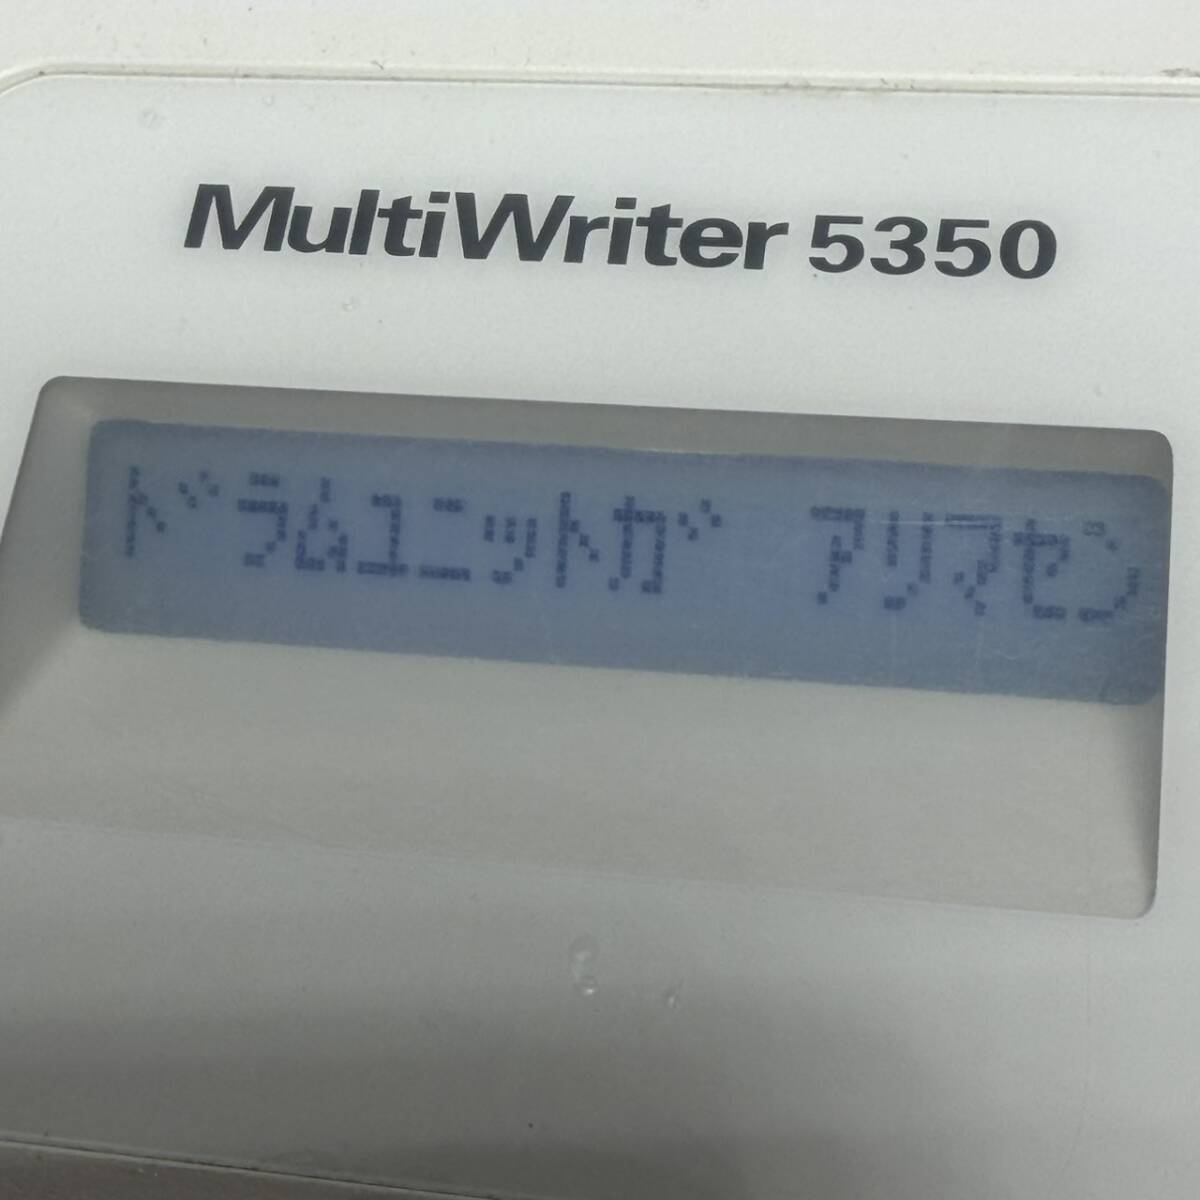 MultiWriter 5350
ﾄﾞﾗﾑﾕﾆｯﾄｶﾞ ｱﾘﾏｾﾝ